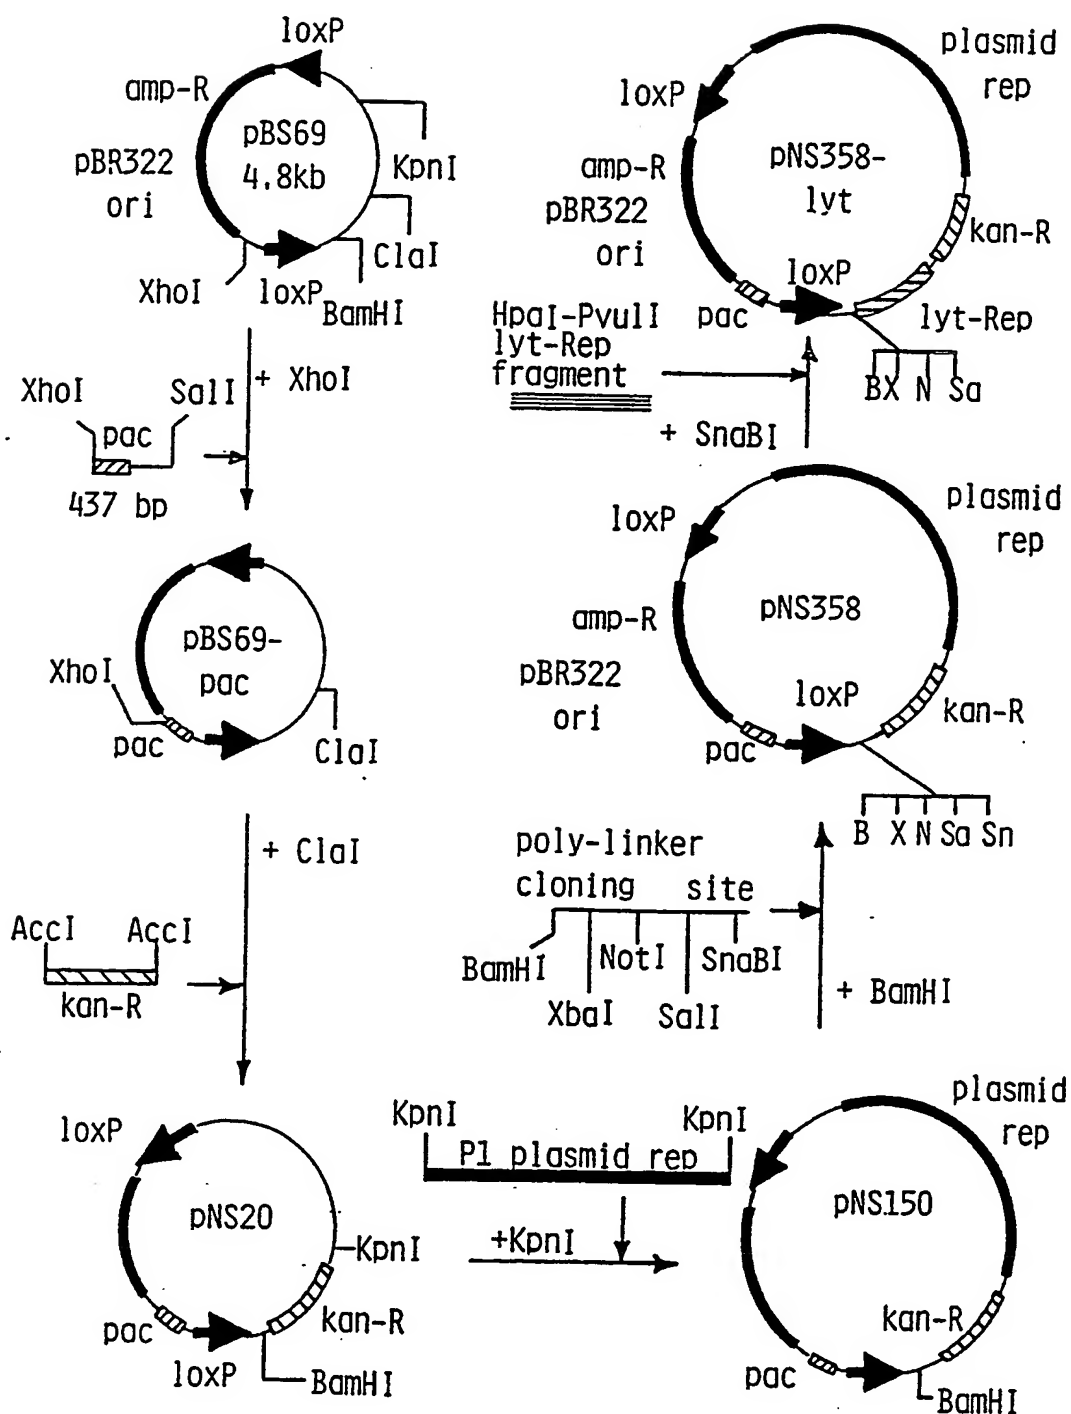 loxP
amp-R
pBS69
4.8kb
pBR322
ori
KpnI
ClaI
XhoI
loxP
BamHI
+ XhoI
XhoI
SalI
pac
437 bp
pBS69-
pac
XhoI
pac
ClaI
+ ClaI
AccI
AccI
kan-R
loxP
pNS20
KpnI
pac
kan-R
loxP
BamHI
KpnI
KpnI
P1 plasmid rep
+KpnI
plasmid
rep
pNS150
kan-R
pac
BamHI
poly-linker
cloning site
BamHI
NotI
SnaBI
XbaI
SalI
+ BamHI
plasmid
rep
loxP
pNS358
amp-R
pBR322
ori
loxP
kan-R
pac
B X N Sa Sn
HpaI-PvuII
lyt-Rep
fragment
+ SnaBI
plasmid
rep
loxP
pNS358-
lyt
amp-R
pBR322
ori
kan-R
loxP
pac
lyt-Rep
BX N Sa